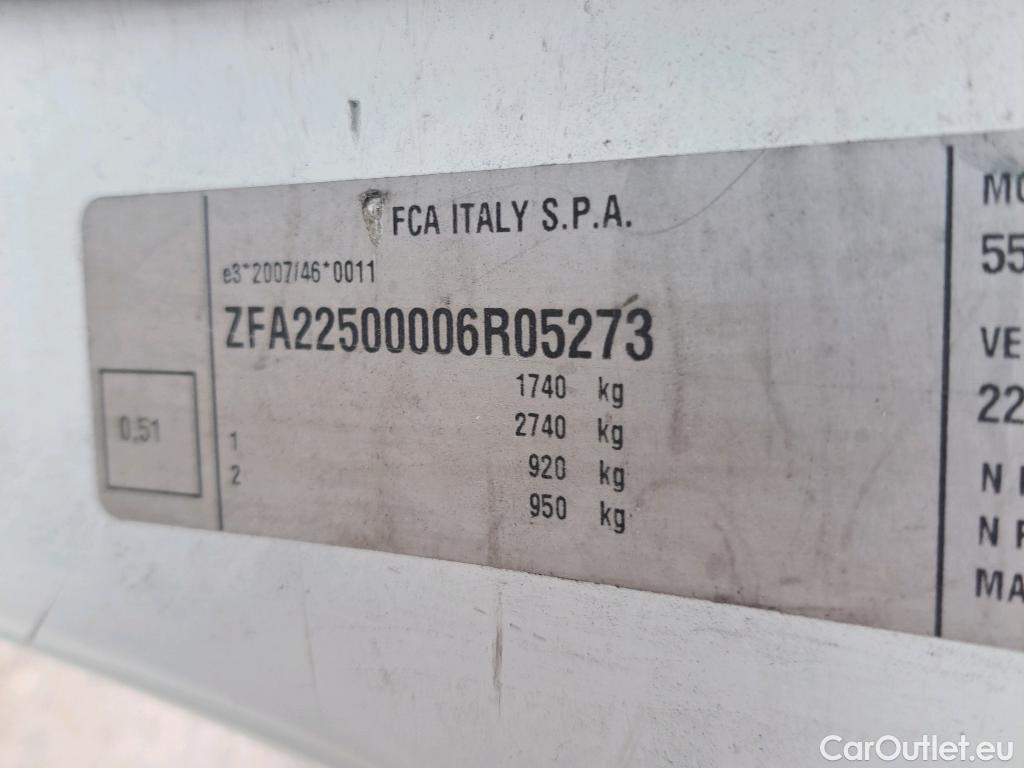 FCA ITALY S.P.A.
e3*2007/46*0011
ZFA22500006R05273
1740 kg
1 2740 kg
2 920 kg
950 kg
0,51
MO
55
VE
22
N
N
MA
CarOutlet.eu